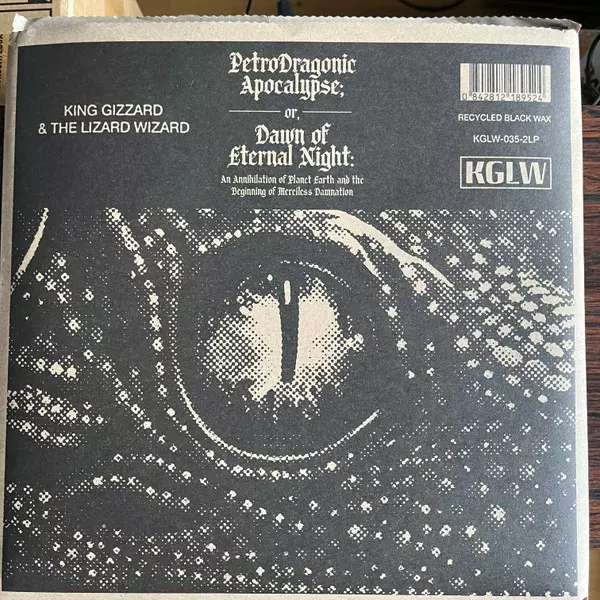 KING GIZZARD
& THE LIZARD WIZARD
PetroDragonic
Apocalypse;
or,
Dawn of
Eternal Night:
An Annihilation of Planet Earth and the
Beginning of Merciless Damnation
0 842812 189524
RECYCLED BLACK WAX
KGLW-035-2LP
KGLW